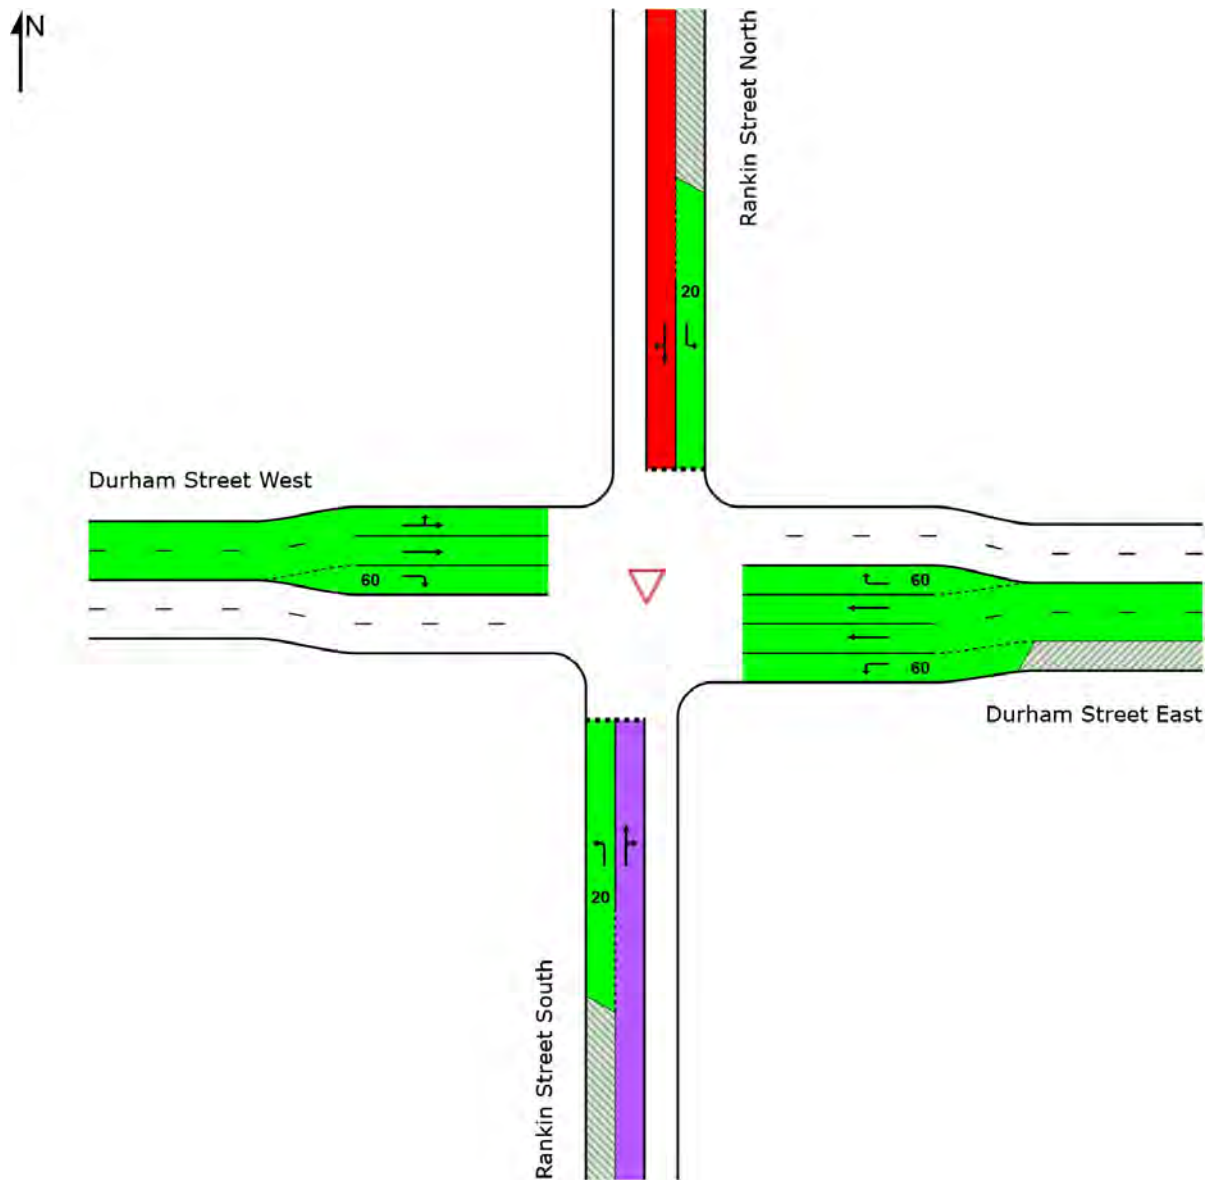 N
Rankin Street North
20
Durham Street West
60
60
60
Durham Street East
20
Rankin Street South